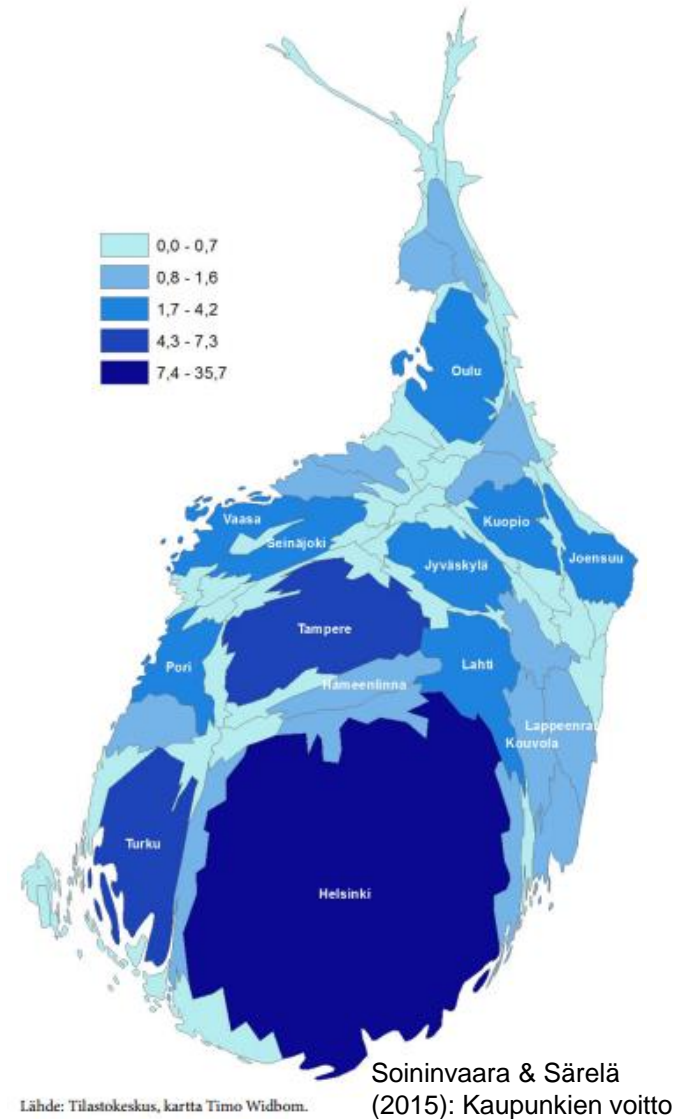 0,0 - 0,7
0,8 - 1,6
1,7 - 4,2
4,3 - 7,3
7,4 - 35,7
Oulu
Vaasa
Seinäjoki
Kuopio
Joensuu
Jyväskylä
Tampere
Pori
Lahti
Hämeenlinna
Lappeenra
Kouvola
Turku
Helsinki
Lähde: Tilastokeskus, kartta Timo Widbom.
Soininvaara & Särelä
(2015): Kaupunkien voitto